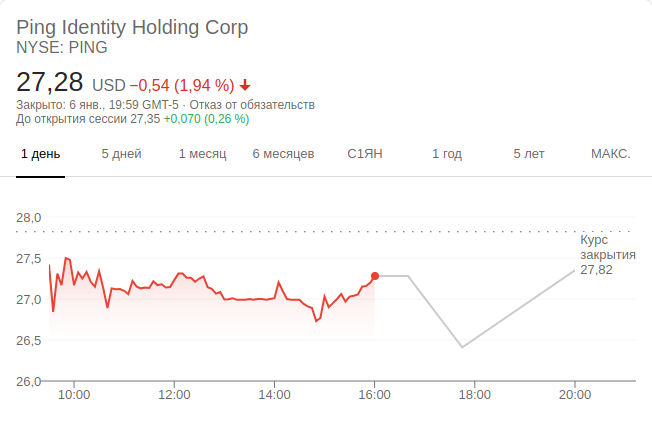 Ping Identity Holding Corp
NYSE: PING
27,28 USD −0,54 (1,94 %)
Закрыто: 6 янв., 19:59 GMT-5 · Отказ от обязательств
До открытия сессии 27,35 +0,070 (0,26 %)
1 день 5 дней 1 месяц 6 месяцев С1ЯН 1 год 5 лет МАКС.
28,0
Курс
27,5 закрытия
27,82
27,0
26,5
26,0
10:00 12:00 14:00 16:00 18:00 20:00